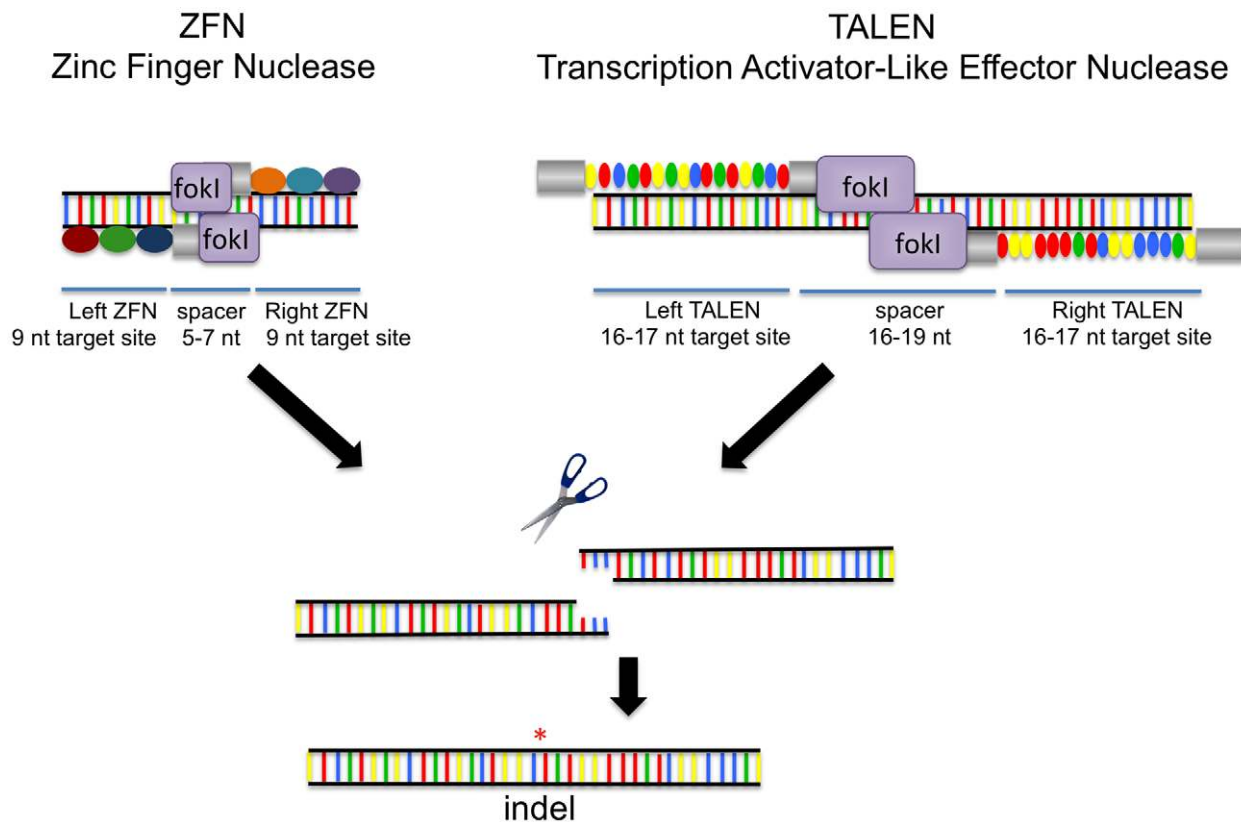 ZFN
Zinc Finger Nuclease
TALEN
Transcription Activator-Like Effector Nuclease
fokI
fokI
fokI
fokI
Left ZFN
9 nt target site
spacer
5-7 nt
Right ZFN
9 nt target site
Left TALEN
16-17 nt target site
spacer
16-19 nt
Right TALEN
16-17 nt target site
*
indel